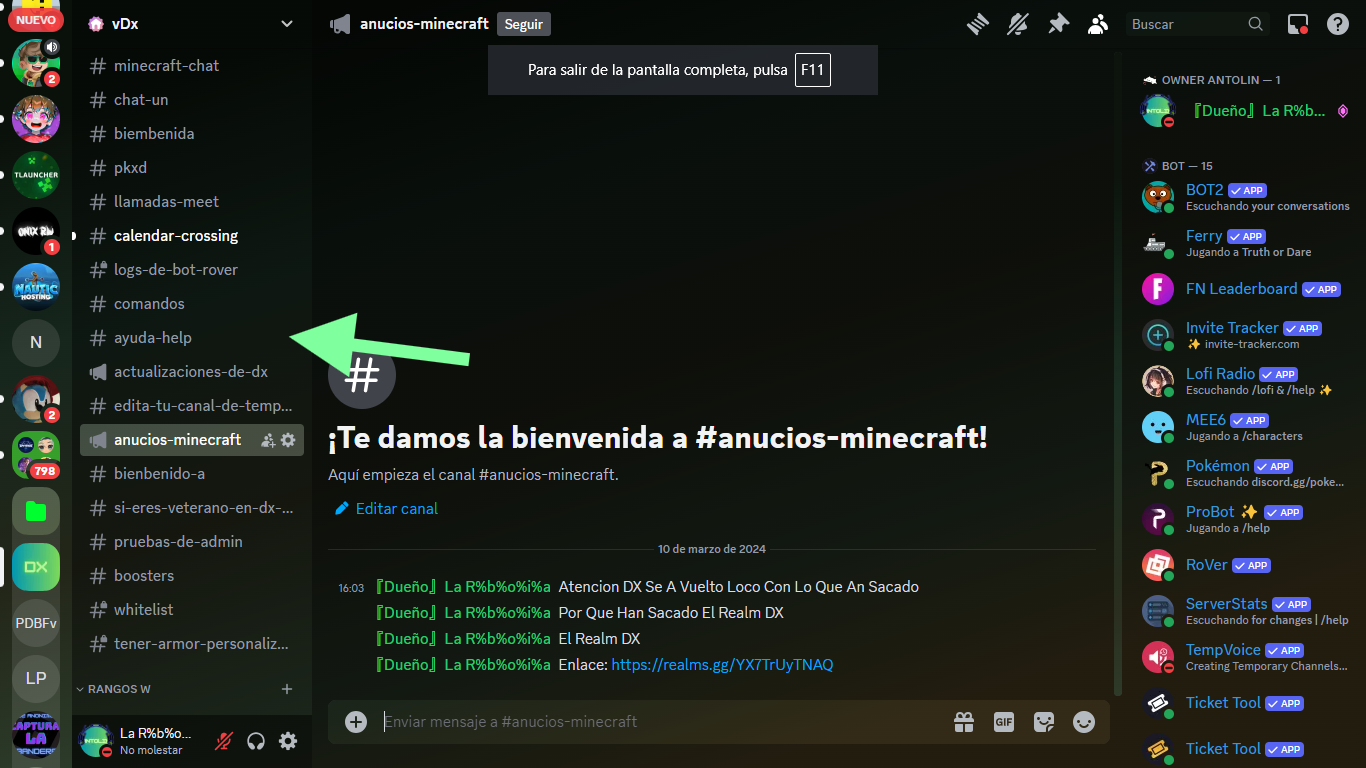 NUEVO
2
TLAUNCHER
ONIX RW
1
NAUTIC
HOSTING
N
2
798
DX
PDBFv
LP
CAPTURA
LA
BANDERA
vDx
minecraft-chat
chat-un
biembenida
pkxd
llamadas-meet
calendar-crossing
logs-de-bot-rover
comandos
ayuda-help
actualizaciones-de-dx
edita-tu-canal-de-temp...
anucios-minecraft
bienbenido-a
si-eres-veterano-en-dx-...
pruebas-de-admin
boosters
whitelist
tener-armor-personaliz...
RANGOS W
La R%b%o...
No molestar
anucios-minecraft
Seguir
Buscar
Para salir de la pantalla completa, pulsa F11
#
¡Te damos la bienvenida a #anucios-minecraft!
Aquí empieza el canal #anucios-minecraft.
Editar canal
10 de marzo de 2024
16:03 『Dueño』La R%b%o%i%a Atencion DX Se A Vuelto Loco Con Lo Que An Sacado
『Dueño』La R%b%o%i%a Por Que Han Sacado El Realm DX
『Dueño』La R%b%o%i%a El Realm DX
『Dueño』La R%b%o%i%a Enlace: https://realms.gg/YX7TrUyTNAQ
Enviar mensaje a #anucios-minecraft
GIF
OWNER ANTOLIN — 1
『Dueño』La R%b...
BOT — 15
BOT2 APP
Escuchando your conversations
Ferry APP
Jugando a Truth or Dare
FN Leaderboard APP
Invite Tracker APP
✨ invite-tracker.com
Lofi Radio APP
Escuchando /lofi & /help ✨
MEE6 APP
Jugando a /characters
Pokémon APP
Escuchando discord.gg/poke...
ProBot ✨ APP
Jugando a /help
RoVer APP
ServerStats APP
Escuchando for changes | /help
TempVoice APP
Creating Temporary Channels...
Ticket Tool APP
Ticket Tool APP